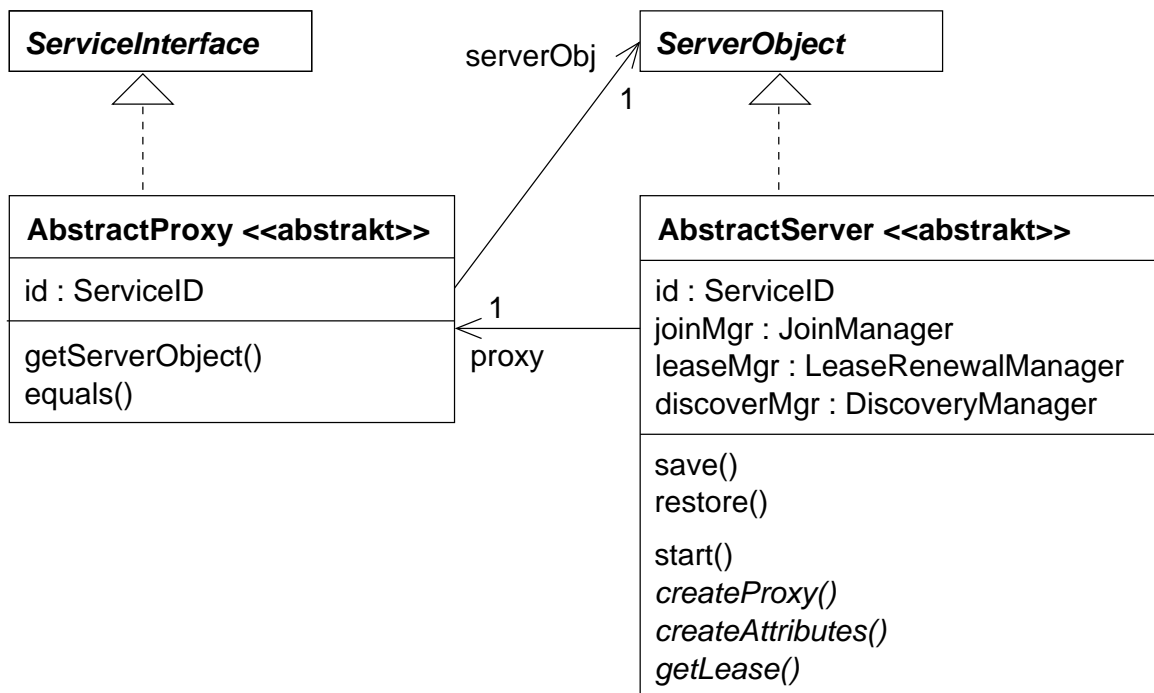 ServiceInterface
serverObj
ServerObject
1
AbstractProxy <<abstrakt>>
id : ServiceID
getServerObject()
equals()
1
proxy
AbstractServer <<abstrakt>>
id : ServiceID
joinMgr : JoinManager
leaseMgr : LeaseRenewalManager
discoverMgr : DiscoveryManager
save()
restore()
start()
createProxy()
createAttributes()
getLease()